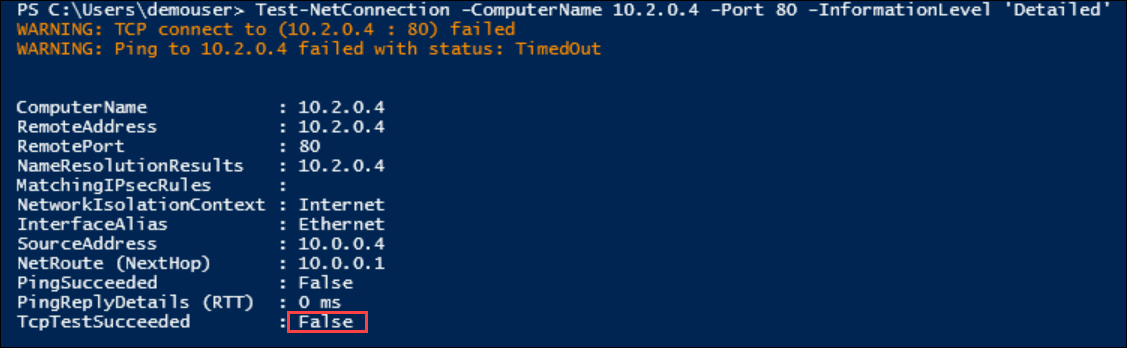 PS C:\Users\demouser> Test-NetConnection -ComputerName 10.2.0.4 -Port 80 -InformationLevel 'Detailed'
WARNING: TCP connect to (10.2.0.4 : 80) failed
WARNING: Ping to 10.2.0.4 failed with status: TimedOut
ComputerName : 10.2.0.4
RemoteAddress : 10.2.0.4
RemotePort : 80
NameResolutionResults : 10.2.0.4
MatchingIPsecRules :
NetworkIsolationContext : Internet
InterfaceAlias : Ethernet
SourceAddress : 10.0.0.4
NetRoute (NextHop) : 10.0.0.1
PingSucceeded : False
PingReplyDetails (RTT) : 0 ms
TcpTestSucceeded : False